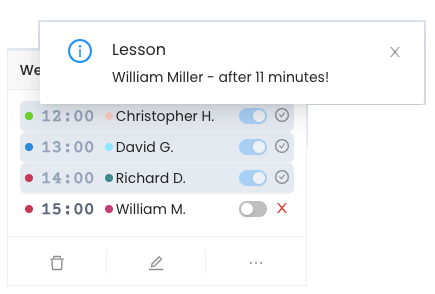 Lesson
William Miller - after 11 minutes!
We
12:00 Christopher H.
13:00 David G.
14:00 Richard D.
15:00 William M.